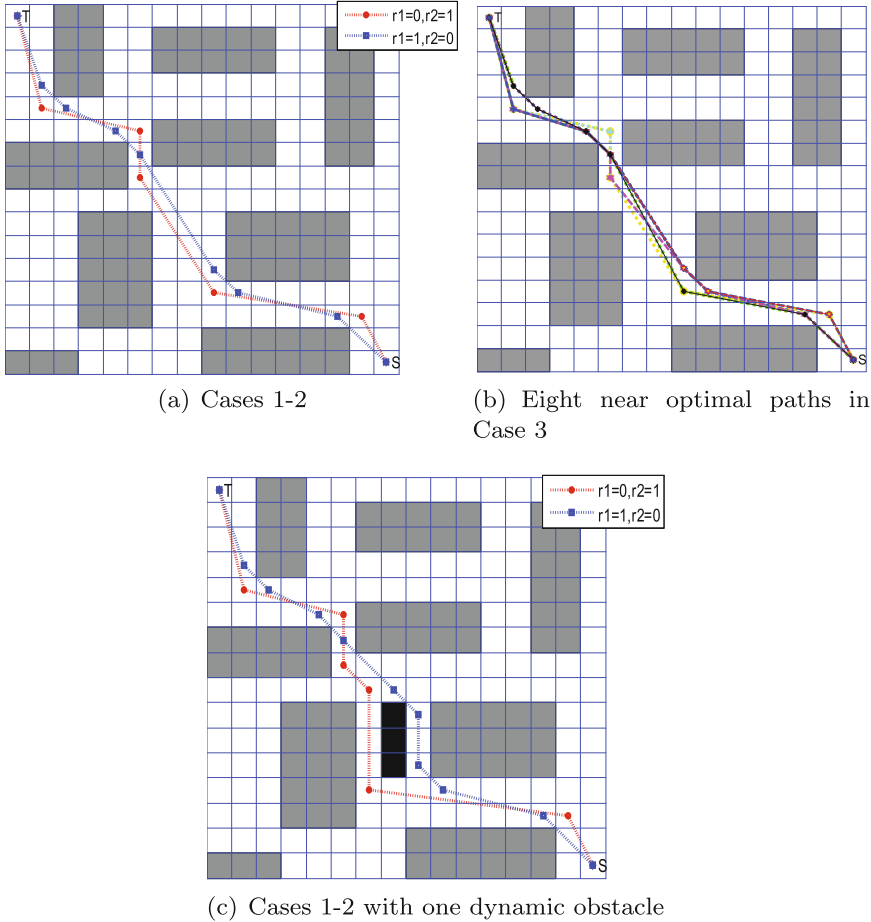 T
r1=0,r2=1
r1=1,r2=0
S
(a) Cases 1-2
T
S
(b) Eight near optimal paths in
Case 3
T
r1=0,r2=1
r1=1,r2=0
S
(c) Cases 1-2 with one dynamic obstacle